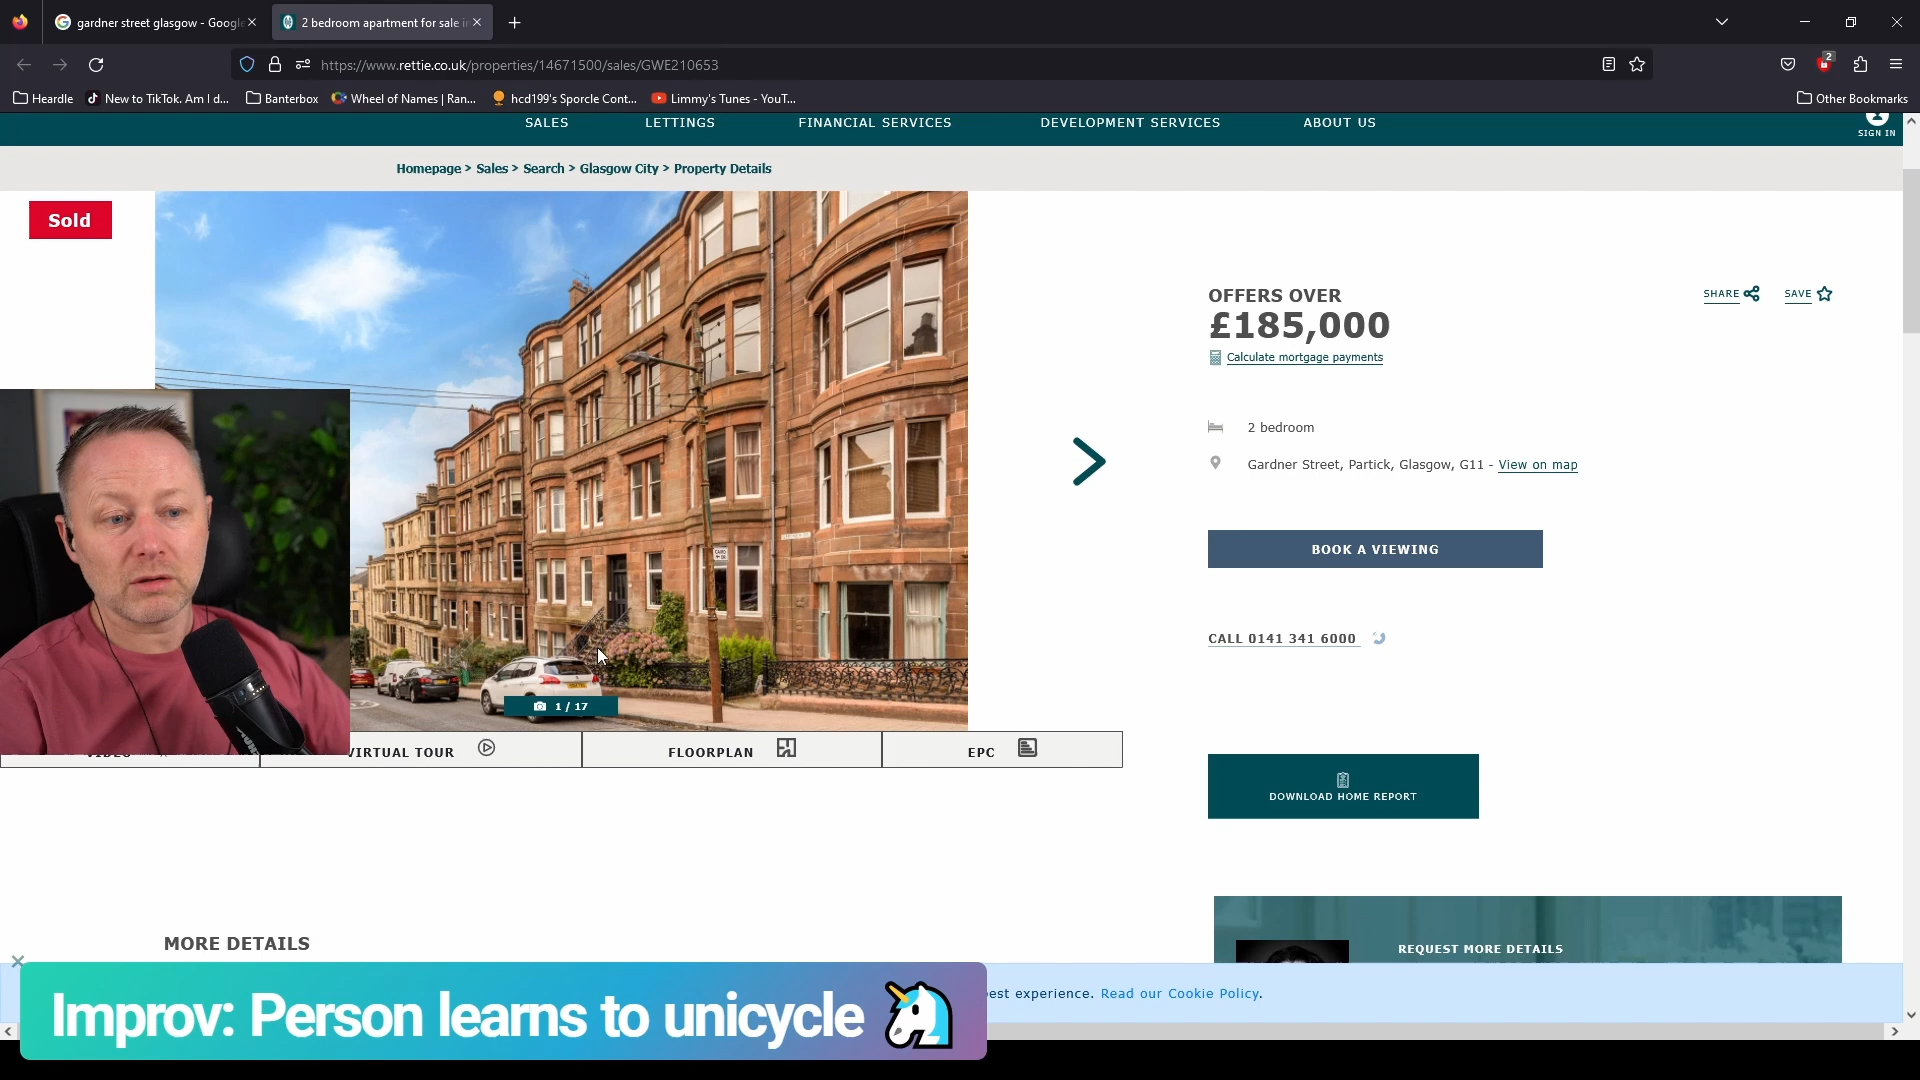 gardner street glasgow - Google
2 bedroom apartment for sale in
https://www.rettie.co.uk/properties/14671500/sales/GWE210653
2
Heardle
New to TikTok. Am I d...
Banterbox
Wheel of Names | Ran...
hcd199's Sporcle Cont...
Limmy's Tunes - YouT...
Other Bookmarks
SALES
LETTINGS
FINANCIAL SERVICES
DEVELOPMENT SERVICES
ABOUT US
SIGN IN
Homepage > Sales > Search > Glasgow City > Property Details
Sold
OFFERS OVER
£185,000
Calculate mortgage payments
SHARE
SAVE
2 bedroom
Gardner Street, Partick, Glasgow, G11 - View on map
BOOK A VIEWING
CALL 0141 341 6000
1 / 17
VIDEO
VIRTUAL TOUR
FLOORPLAN
EPC
DOWNLOAD HOME REPORT
MORE DETAILS
REQUEST MORE DETAILS
best experience. Read our Cookie Policy.
Improv: Person learns to unicycle